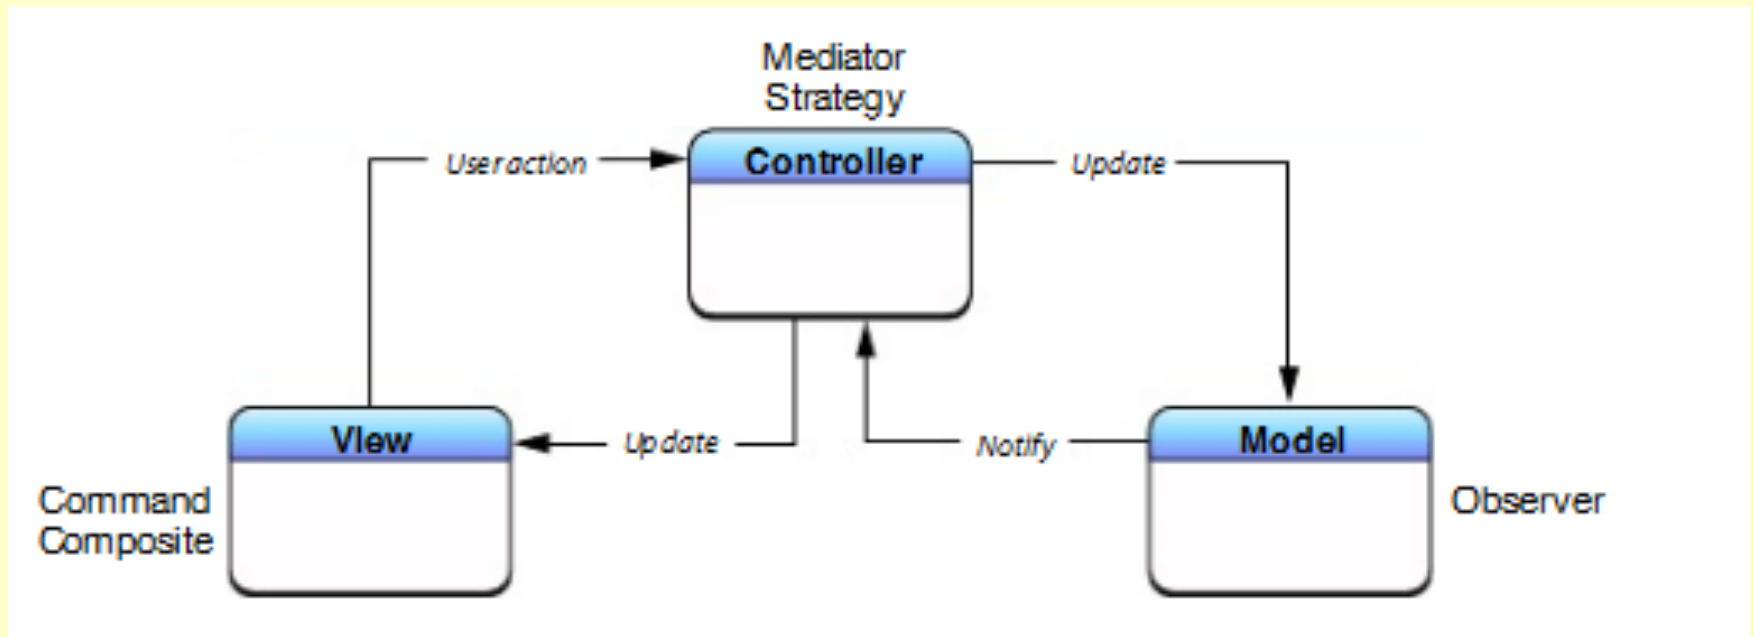 Mediator
Strategy
Controller
User action
Update
View
Update
Notify
Model
Command
Composite
Observer